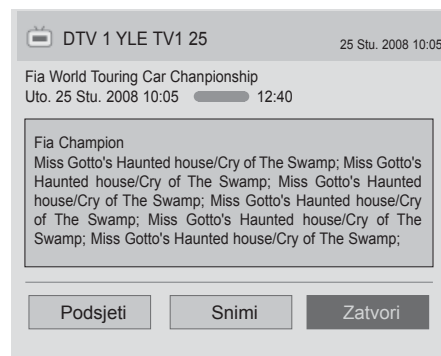 DTV 1 YLE TV1 25
25 Stu. 2008 10:05
Fia World Touring Car Chanpionship
Uto. 25 Stu. 2008 10:05 12:40
Fia Champion
Miss Gotto's Haunted house/Cry of The Swamp; Miss Gotto's
Haunted house/Cry of The Swamp; Miss Gotto's Haunted
house/Cry of The Swamp; Miss Gotto's Haunted house/Cry
of The Swamp; Miss Gotto's Haunted house/Cry of The
Swamp; Miss Gotto's Haunted house/Cry of The Swamp;
Podsjeti
Snimi
Zatvori